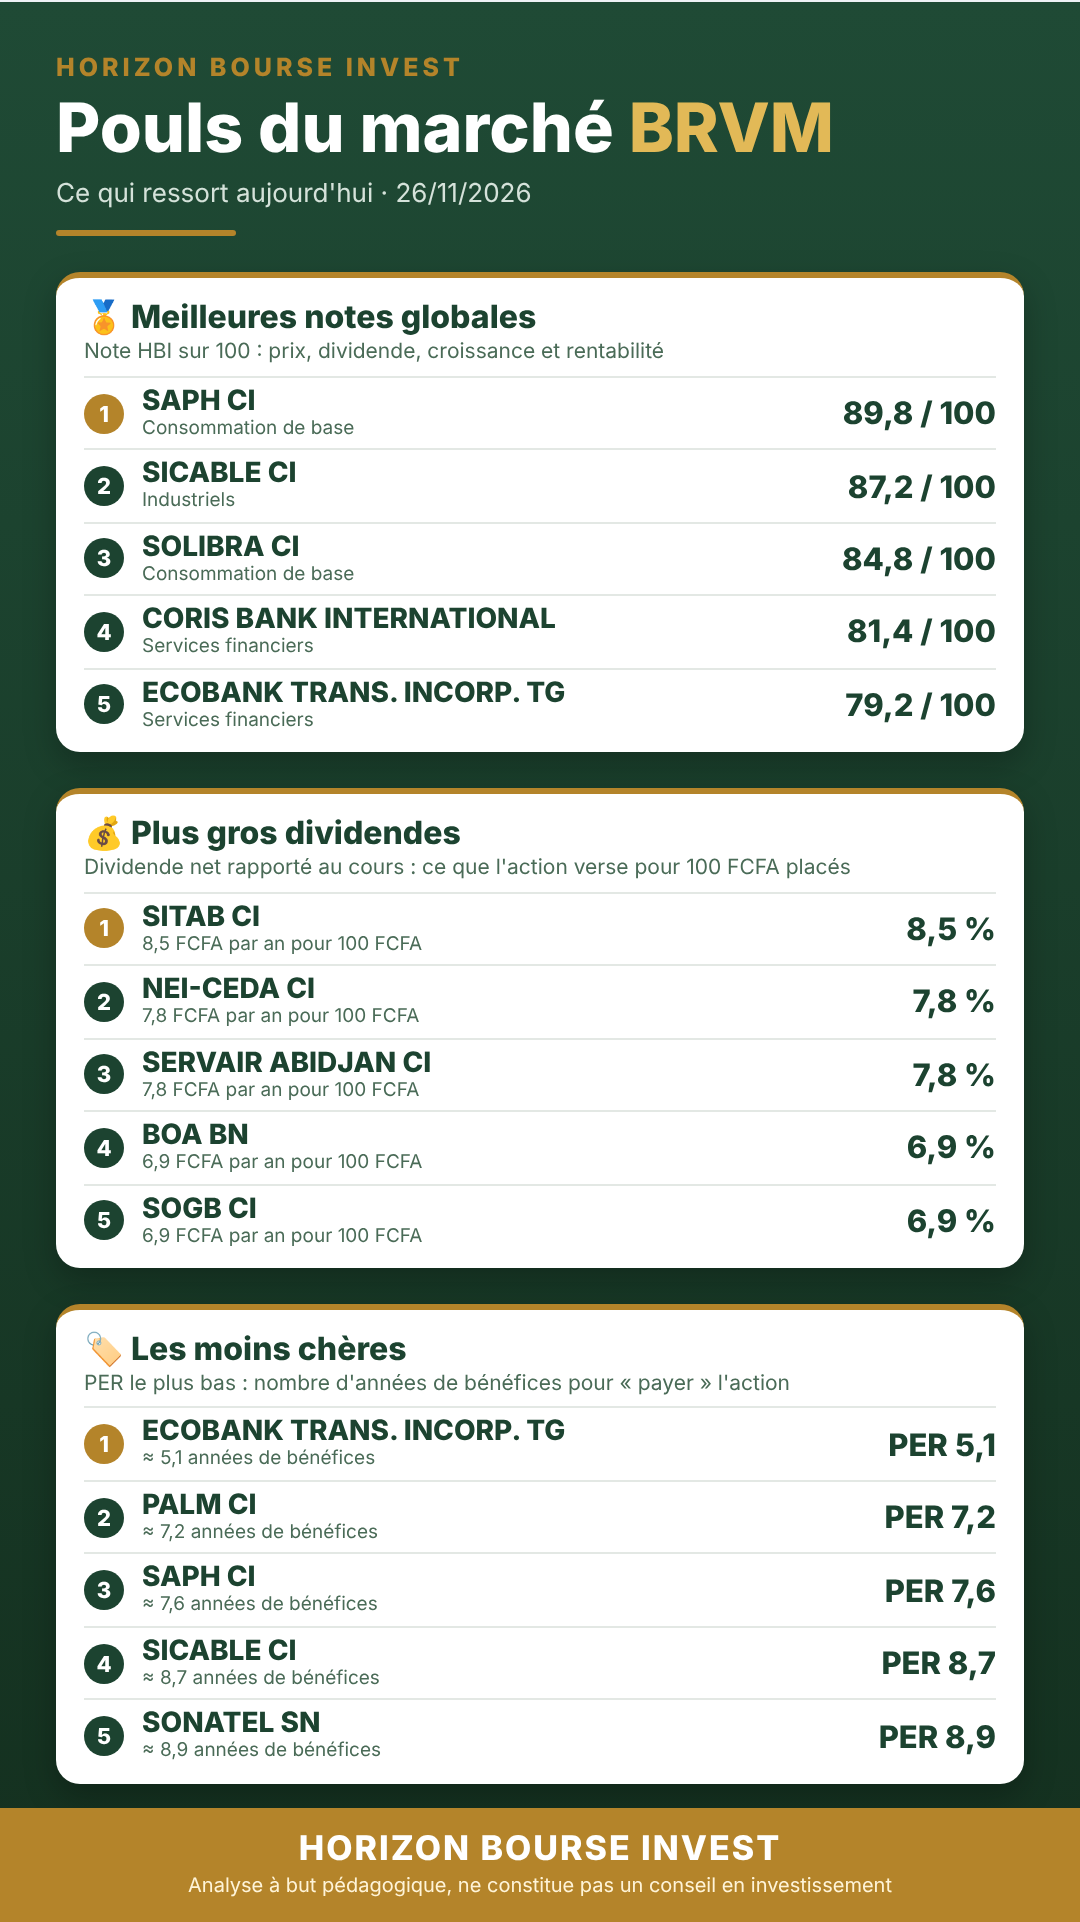 HORIZON BOURSE INVEST
Pouls du marché BRVM
Ce qui ressort aujourd'hui · 26/11/2026
🏅 Meilleures notes globales
Note HBI sur 100 : prix, dividende, croissance et rentabilité
1 SAPH CI 89,8 / 100
Consommation de base
2 SICABLE CI 87,2 / 100
Industriels
3 SOLIBRA CI 84,8 / 100
Consommation de base
4 CORIS BANK INTERNATIONAL 81,4 / 100
Services financiers
5 ECOBANK TRANS. INCORP. TG 79,2 / 100
Services financiers
💰 Plus gros dividendes
Dividende net rapporté au cours : ce que l'action verse pour 100 FCFA placés
1 SITAB CI 8,5 %
8,5 FCFA par an pour 100 FCFA
2 NEI-CEDA CI 7,8 %
7,8 FCFA par an pour 100 FCFA
3 SERVAIR ABIDJAN CI 7,8 %
7,8 FCFA par an pour 100 FCFA
4 BOA BN 6,9 %
6,9 FCFA par an pour 100 FCFA
5 SOGB CI 6,9 %
6,9 FCFA par an pour 100 FCFA
🏷️ Les moins chères
PER le plus bas : nombre d'années de bénéfices pour « payer » l'action
1 ECOBANK TRANS. INCORP. TG PER 5,1
≈ 5,1 années de bénéfices
2 PALM CI PER 7,2
≈ 7,2 années de bénéfices
3 SAPH CI PER 7,6
≈ 7,6 années de bénéfices
4 SICABLE CI PER 8,7
≈ 8,7 années de bénéfices
5 SONATEL SN PER 8,9
≈ 8,9 années de bénéfices
HORIZON BOURSE INVEST
Analyse à but pédagogique, ne constitue pas un conseil en investissement